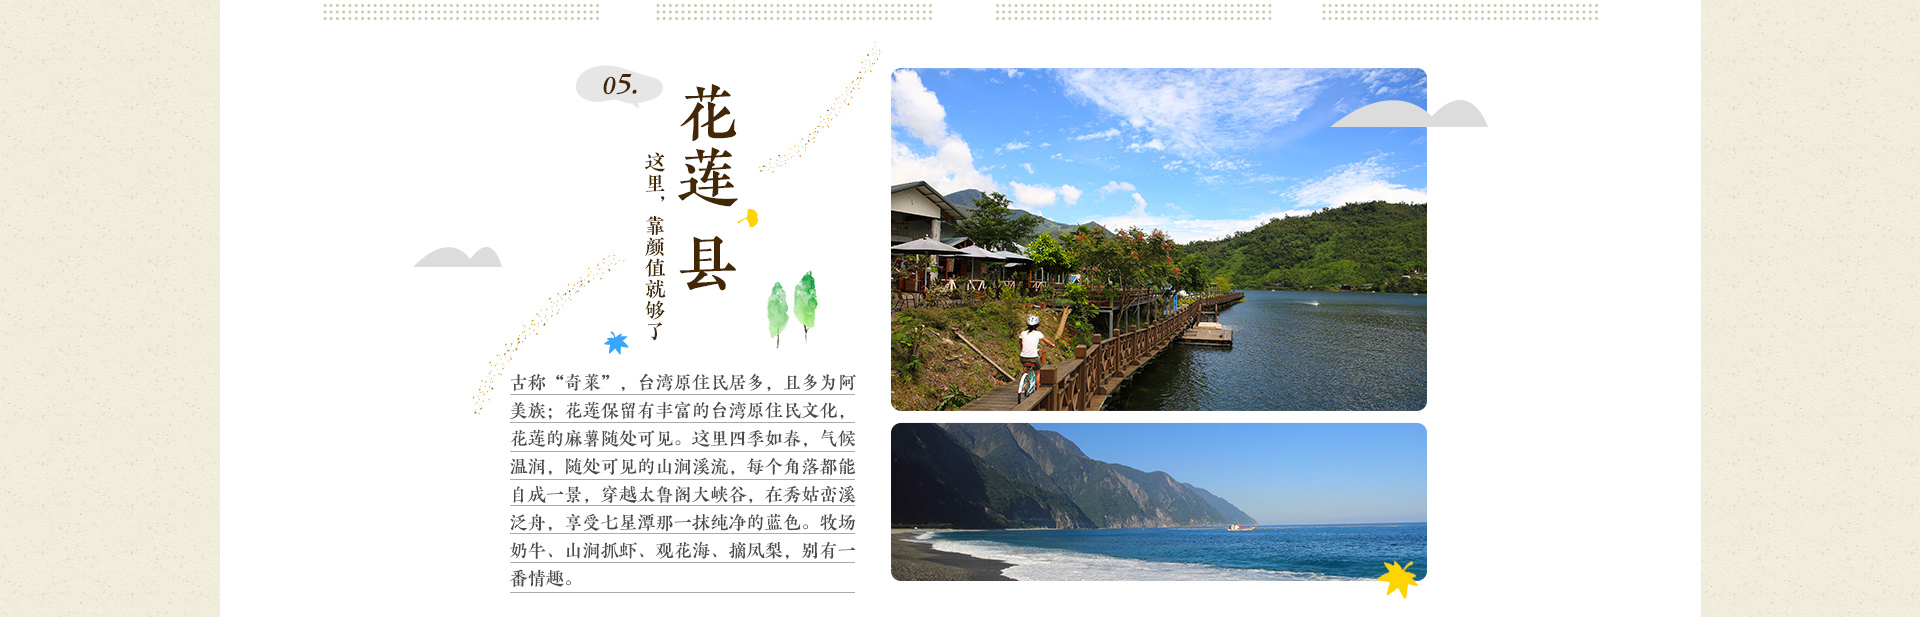 05.
花莲 县
这里，靠颜值就够了
古称“奇莱”，台湾原住民居多，且多为阿
美族；花莲保留有丰富的台湾原住民文化，
花莲的麻薯随处可见。这里四季如春，气候
温润，随处可见的山涧溪流，每个角落都能
自成一景，穿越太鲁阁大峡谷，在秀姑峦溪
泛舟，享受七星潭那一抹纯净的蓝色。牧场
奶牛、山涧抓虾、观花海、摘凤梨，别有一
番情趣。